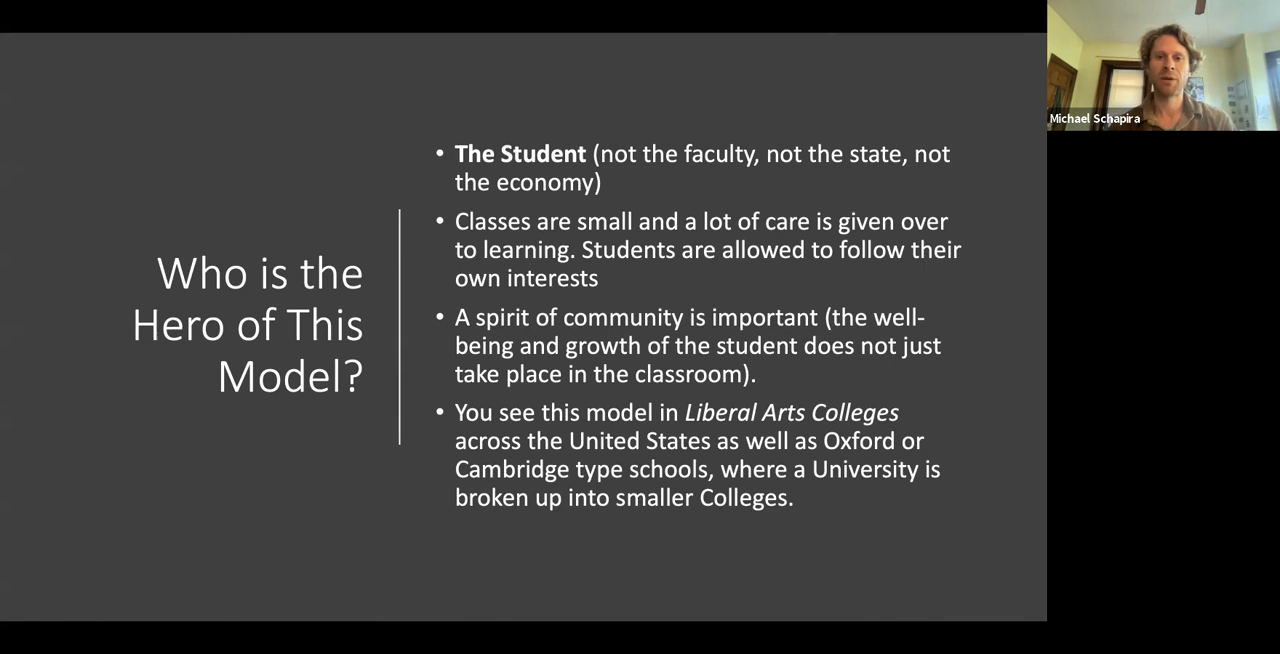 Who is the
Hero of This
Model?
• The Student (not the faculty, not the state, not
the economy)
• Classes are small and a lot of care is given over
to learning. Students are allowed to follow their
own interests
• A spirit of community is important (the well-
being and growth of the student does not just
take place in the classroom).
• You see this model in Liberal Arts Colleges
across the United States as well as Oxford or
Cambridge type schools, where a University is
broken up into smaller Colleges.
Michael Schapira